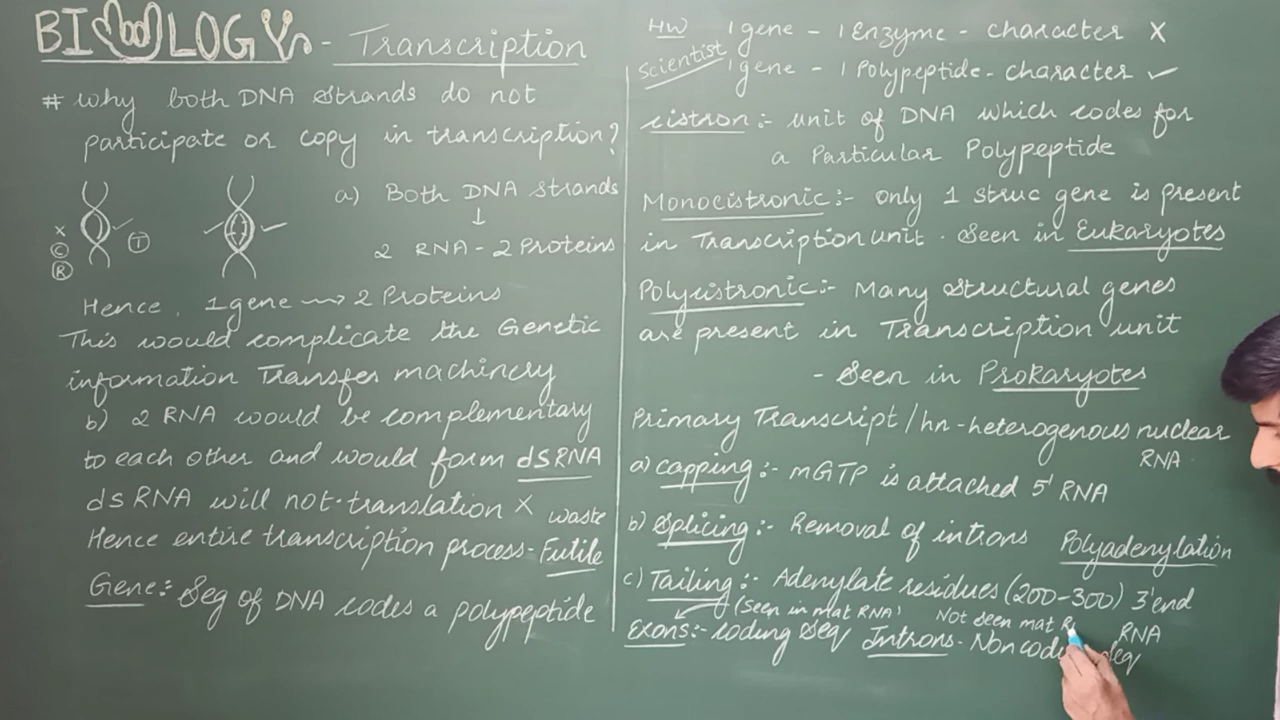 BIOLOGY - Transcription
# why both DNA strands do not
participate or copy in transcription?
a) Both DNA strands
↓
2 RNA - 2 Proteins
x
C
R
T
Hence, 1 gene → 2 Proteins
This would complicate the Genetic
information Transfer machinery
b) 2 RNA would be complementary
to each other and would form dsRNA
dsRNA will not translation X waste
Hence entire transcription process - Futile
Gene:- Seg of DNA codes a polypeptide
HW 1 gene - 1 Enzyme - character X
Scientist 1 gene - 1 Polypeptide - character ✓
cistron :- unit of DNA which codes for
a Particular Polypeptide
Monocistronic :- only 1 struc gene is present
in Transcription unit. Seen in Eukaryotes
Polycistronic :- Many structural genes
are present in Transcription unit
- Seen in Prokaryotes
Primary Transcript / hn - heterogenous nuclear
RNA
a) capping :- mGTP is attached 5' RNA
b) Splicing :- Removal of introns
Polyadenylation
c) Tailing :- Adenylate residues (200-300) 3' end
RNA
(Seen in mat RNA) Not seen mat R
Exons :- coding seq Introns - Noncod seq